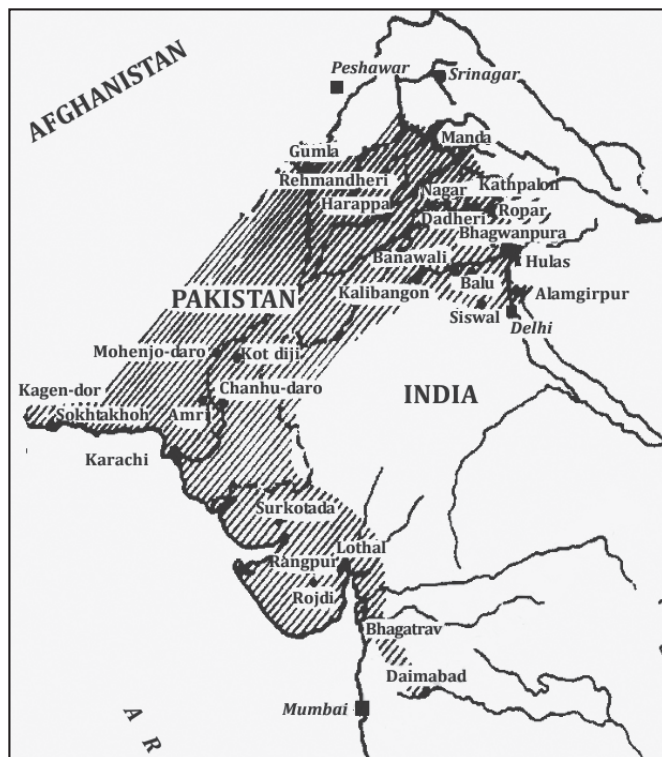 Peshawar
Srinagar
AFGHANISTAN
Manda
Gumla
Rehmandheri
Nagar
Kathpalon
Harappa
Dadheri
Ropar
Bhagwanpura
Banawali
Hulas
Balu
PAKISTAN
Kalibangon
Alamgirpur
Siswal
Delhi
Mohenjo-daro
Kot diji
Kagen-dor
Chanhu-daro
INDIA
Sokhtakhoh
Amri
Karachi
Surkotada
Lothal
Rangpur
Rojdi
Bhagatrav
Daimabad
Mumbai
A R